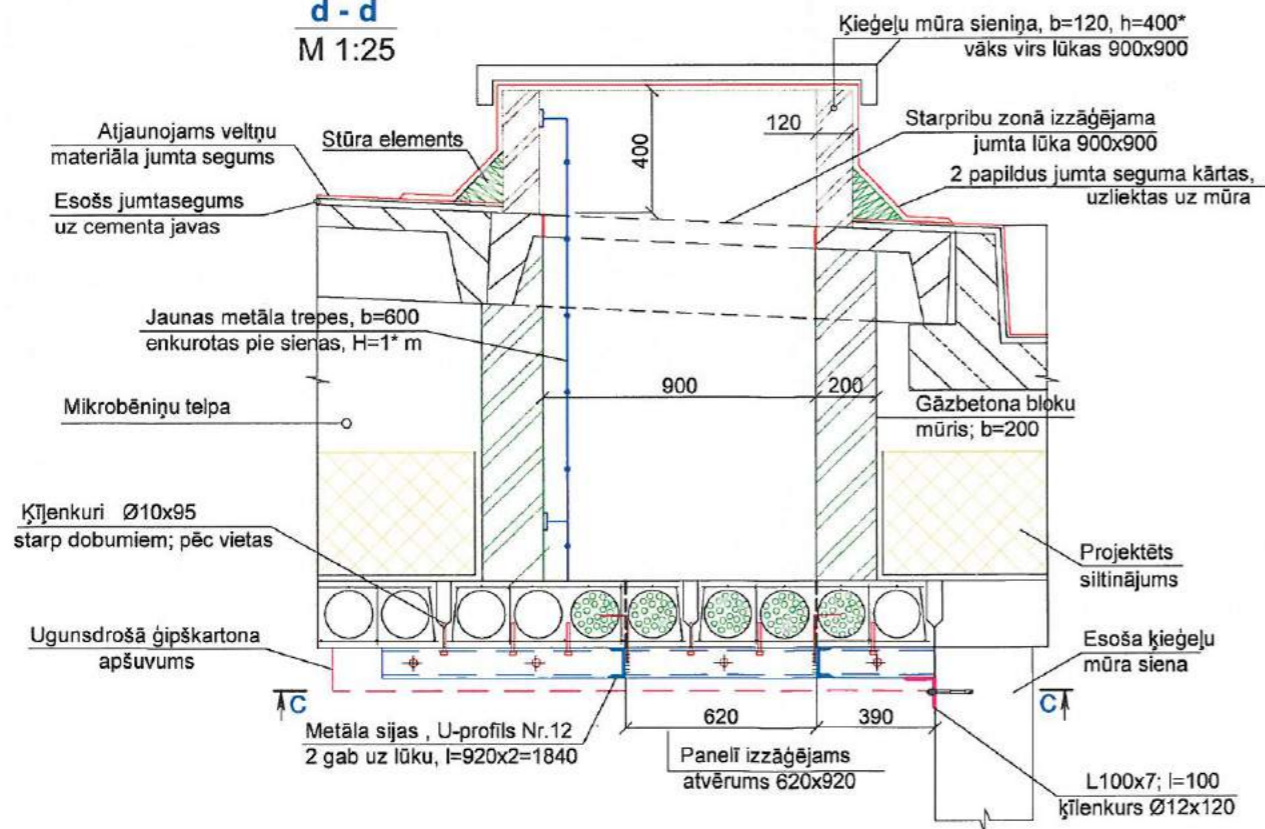 d - d
M 1:25
Ķieģeļu mūra sieniņa, b=120, h=400*
vāks virs lūkas 900x900
Atjaunojams veltņu
materiāla jumta segums
Stūra elements
400
120
Starpribu zonā izzāģējama
jumta lūka 900x900
2 papildus jumta seguma kārtas,
uzliektas uz mūra
Esošs jumtasegums
uz cementa javas
Jaunas metāla trepes, b=600
enkurotas pie sienas, H=1* m
900
200
Mikrobēniņu telpa
Gāzbetona bloku
mūris; b=200
Ķīļenkuri Ø10x95
starp dobumiem; pēc vietas
Projektēts
siltinājums
Ugunsdrošā ģipškartona
apšuvums
Esoša ķieģeļu
mūra siena
C
C
620
390
Metāla sijas , U-profils Nr.12
2 gab uz lūku, l=920x2=1840
Panelī izzāģējams
atvērums 620x920
L100x7; l=100
ķīlenkurs Ø12x120